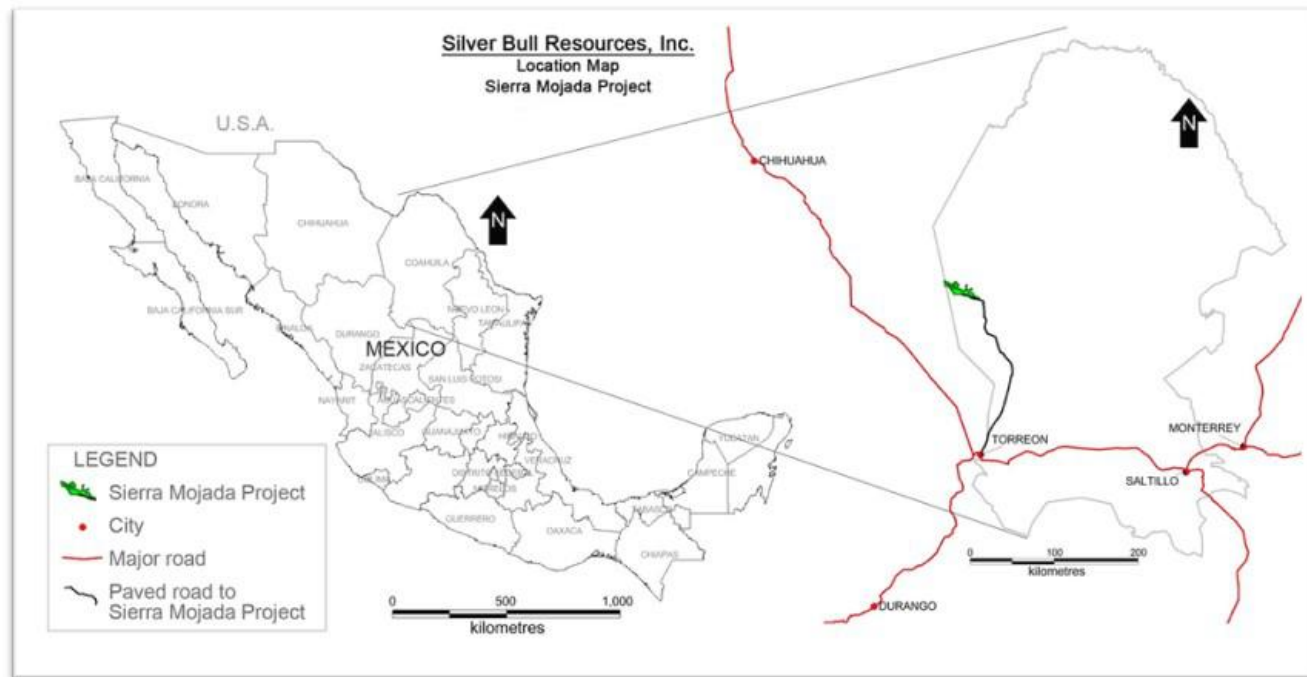 Silver Bull Resources, Inc.
Location Map
Sierra Mojada Project
U.S.A.
N
N
CHIHUAHUA
BAJA CALIFORNIA
SONORA
CHIHUAHUA
COAHUILA
BAJA CALIFORNIA SUR
NUEVO LEON
SINALOA
DURANGO
MEXICO
ZACATECAS
SAN LUIS POTOSI
NAYARIT
AGUASCALIENTES
JALISCO
GUANAJUATO
VERACRUZ
YUCATAN
CAMPECHE
GUERRERO
OAXACA
CHIAPAS
TORREON
MONTERREY
SALTILLO
DURANGO
0 100 200
kilometres
LEGEND
Sierra Mojada Project
City
Major road
Paved road to
Sierra Mojada Project
0 500 1,000
kilometres